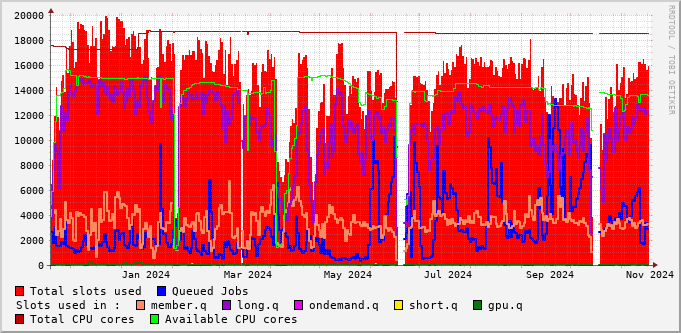 20000
18000
16000
14000
12000
10000
8000
6000
4000
2000
0
Jan 2024 Mar 2024 May 2024 Jul 2024 Sep 2024 Nov 2024
RRDTOOL / TOBI OETIKER
Total slots used Queued Jobs
Slots used in : member.q long.q ondemand.q short.q gpu.q
Total CPU cores Available CPU cores